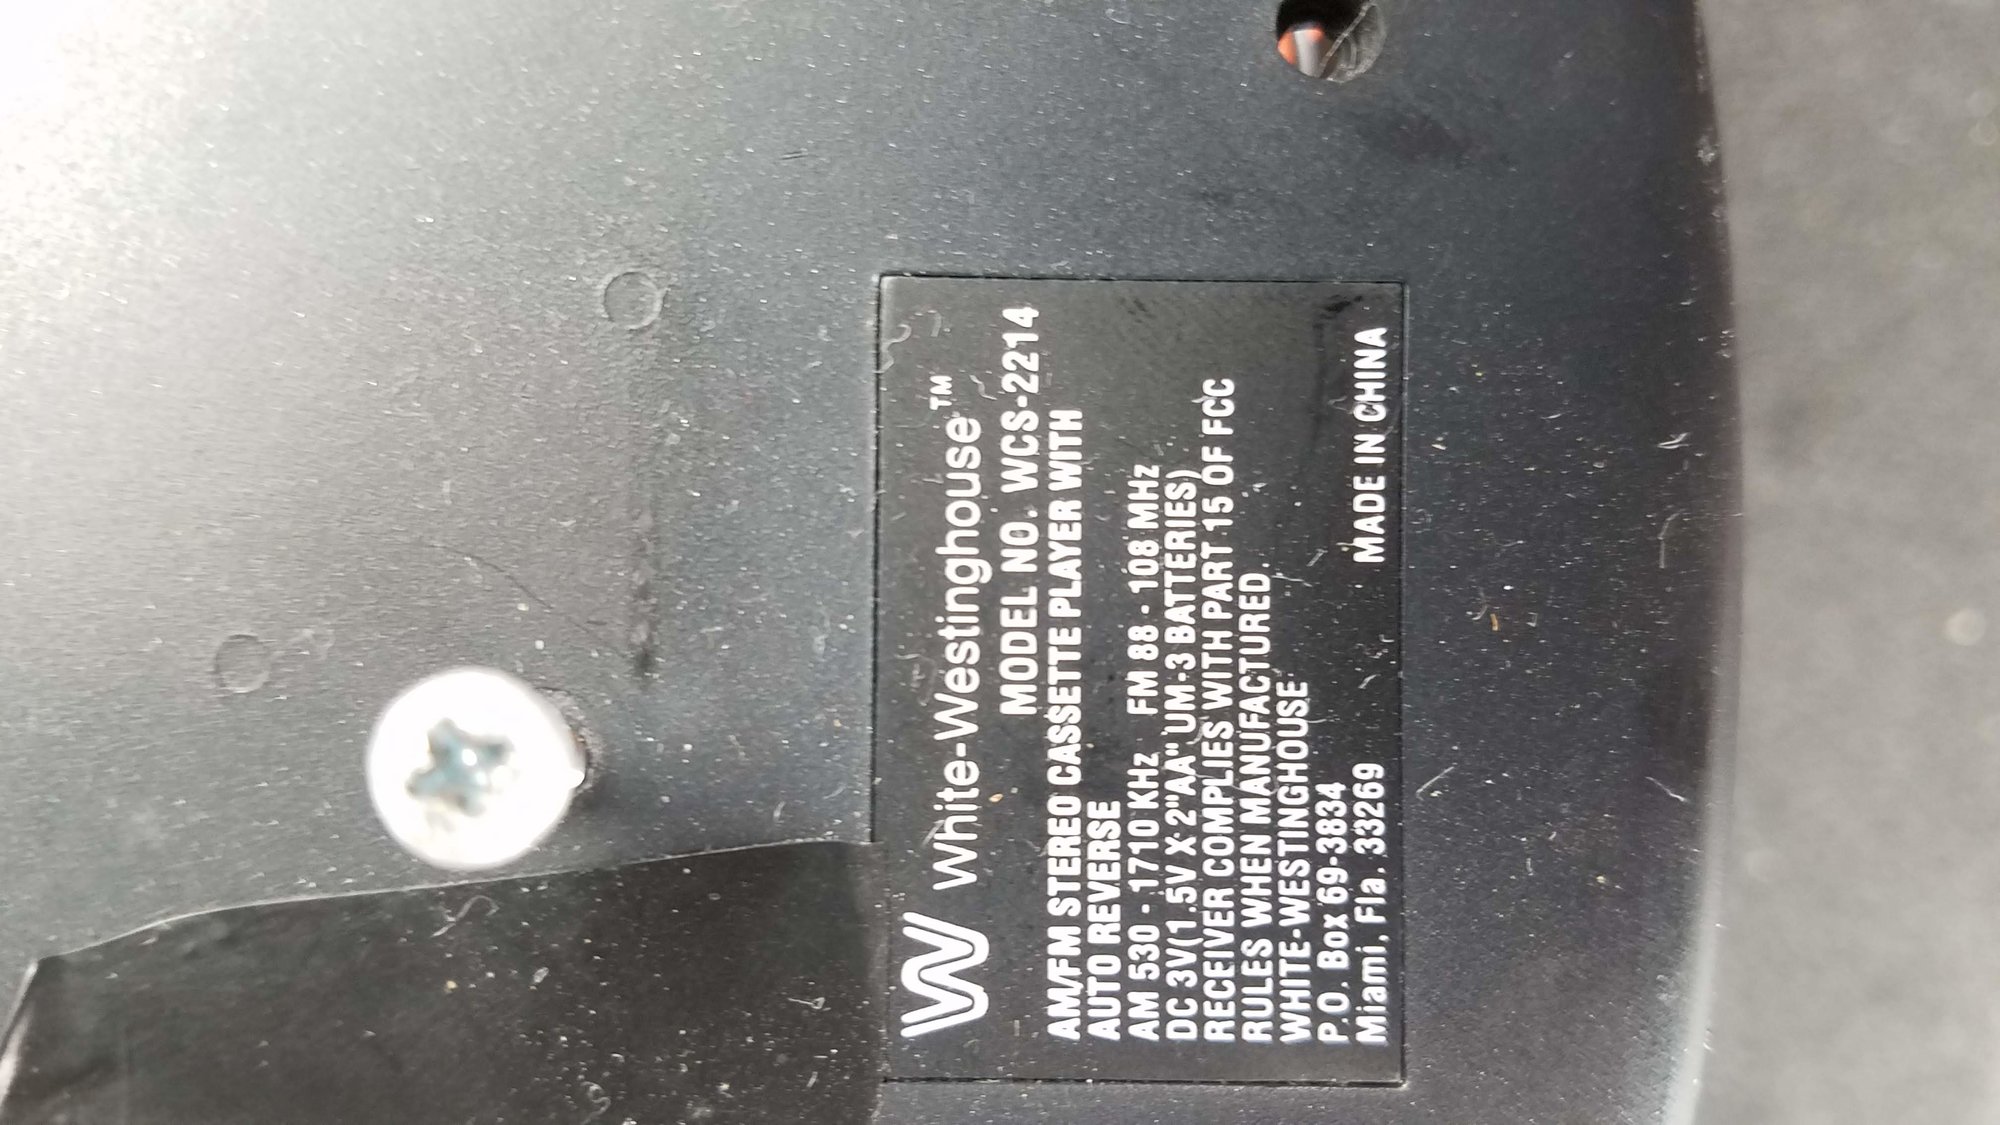 W White-Westinghouse™
MODEL NO. WCS-2214
AM/FM STEREO CASSETTE PLAYER WITH
AUTO REVERSE
AM 530 - 1710 KHz FM 88 - 108 MHz
DC 3V(1.5V X 2"AA" UM-3 BATTERIES)
RECEIVER COMPLIES WITH PART 15 OF FCC
RULES WHEN MANUFACTURED.
WHITE-WESTINGHOUSE
P.O. Box 69-3834
Miami, Fla. 33269 MADE IN CHINA